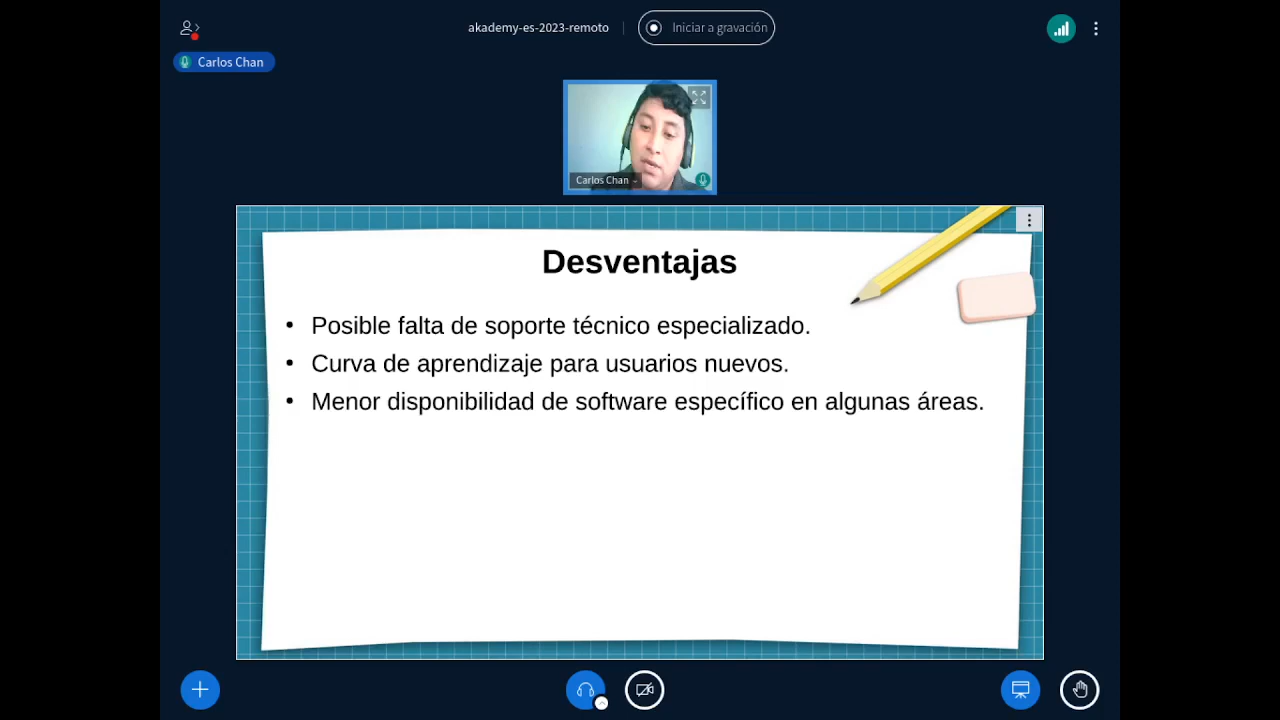 akademy-es-2023-remoto
Iniciar a gravación
Carlos Chan
Carlos Chan
Desventajas
• Posible falta de soporte técnico especializado.
• Curva de aprendizaje para usuarios nuevos.
• Menor disponibilidad de software específico en algunas áreas.